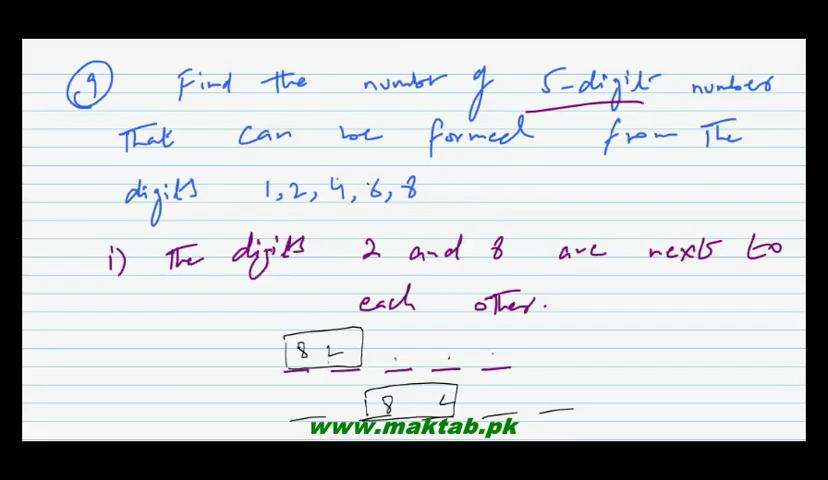 9 Find the number of 5-digit numbers
that can be formed from the
digits 1, 2, 4, 6, 8
i) The digits 2 and 8 are next to
each other.
8 2
8 4
www.maktab.pk